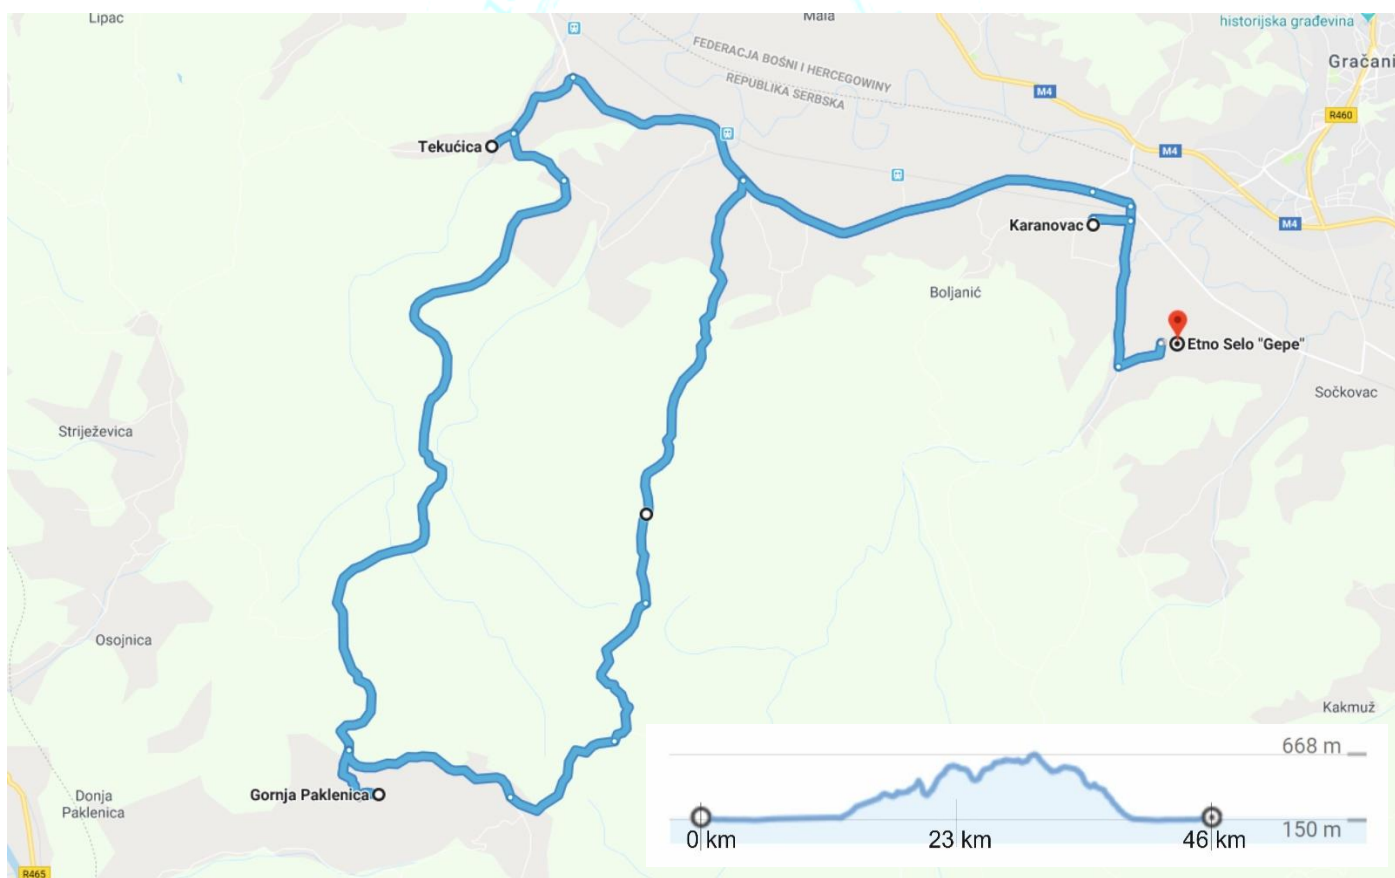 Lipac
Mala
historijska građevina
Gračani
FEDERACJA BOŚNI I HERCEGOWINY
REPUBLIKA SERBSKA
M4
R460
M4
Tekućica
M4
Karanovac
Boljanić
Etno Selo "Gepe"
Sočkovac
Striježevica
Osojnica
Kakmuž
668 m
Gornja Paklenica
Donja
Paklenica
150 m
0 km
23 km
46 km
R465